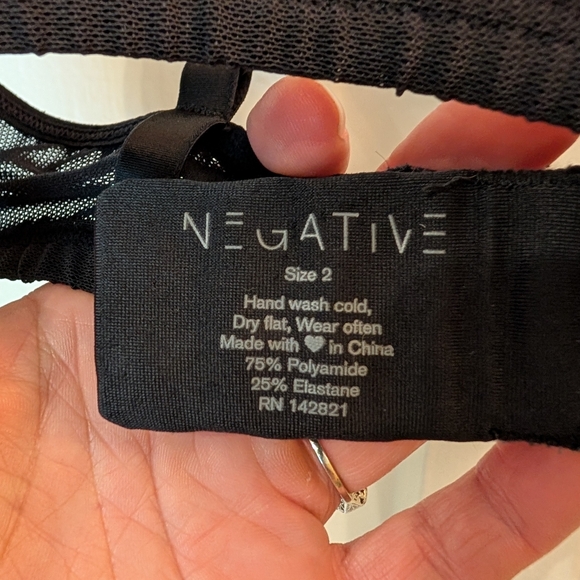 NEGATIVE
Size 2
Hand wash cold,
Dry flat, Wear often
Made with ♥ in China
75% Polyamide
25% Elastane
RN 142821